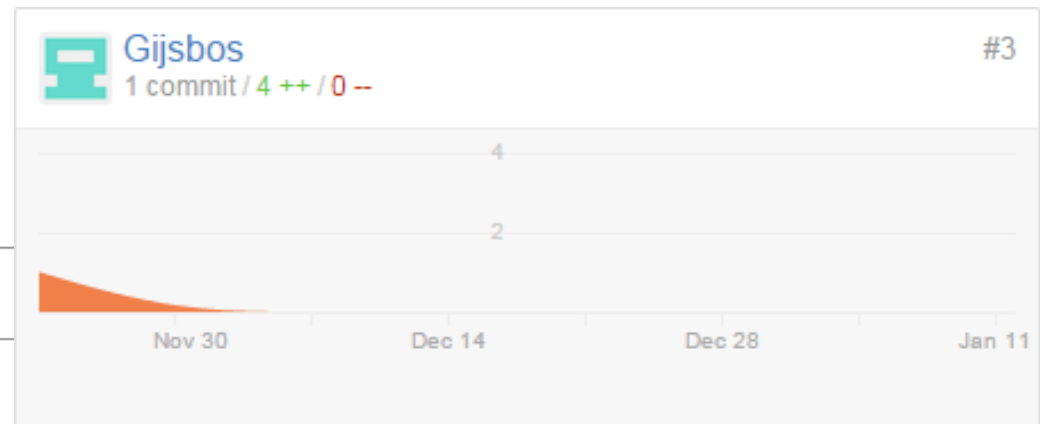 Gijsbos #3
1 commit / 4 ++ / 0 --
4
2
Nov 30 Dec 14 Dec 28 Jan 11